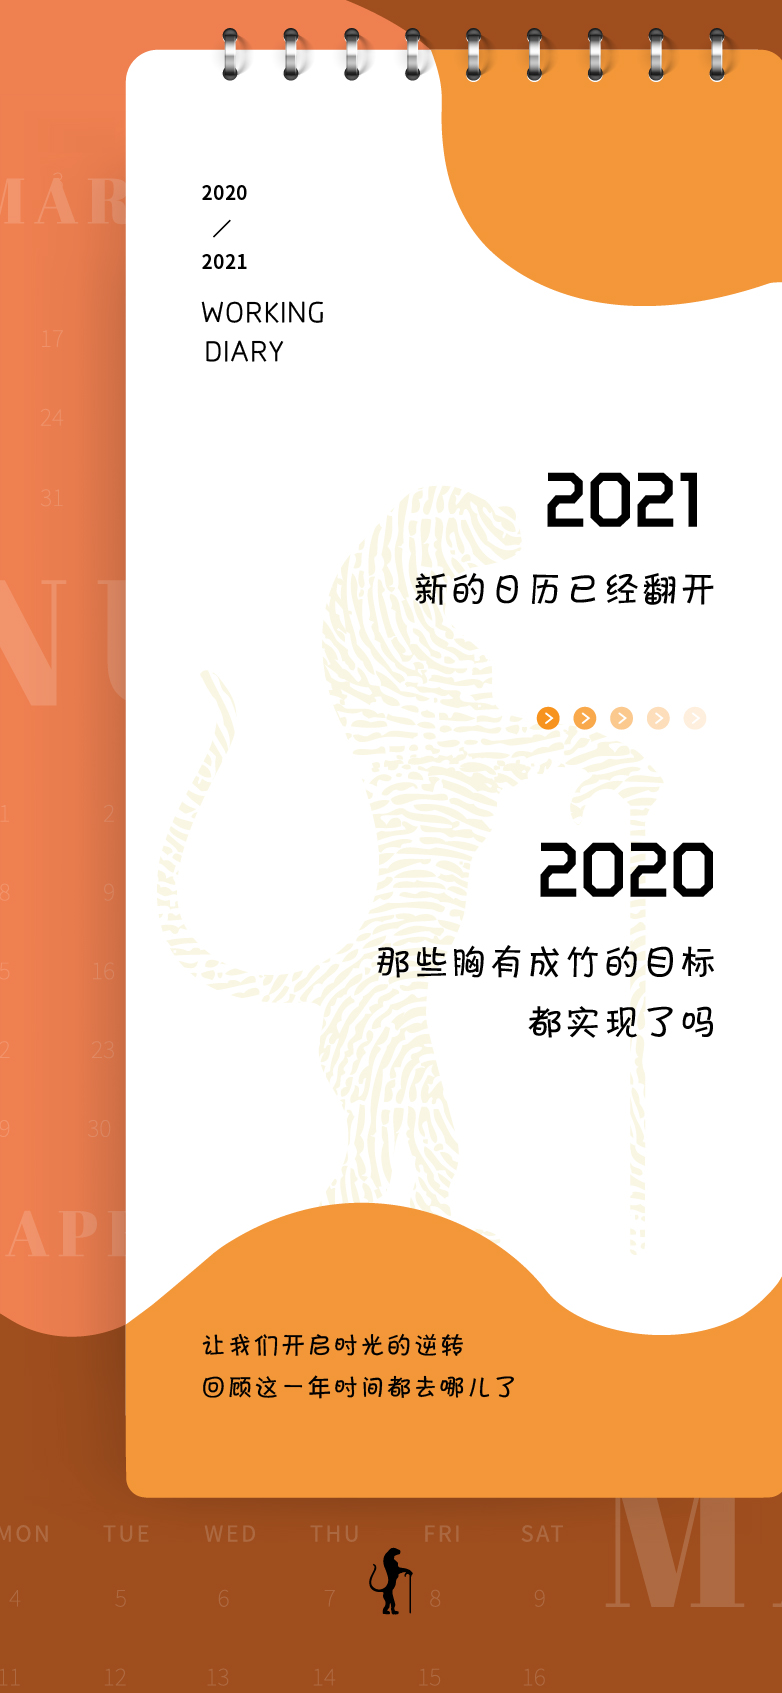 2020
/
2021
WORKING
DIARY
2021
新的日历已经翻开
2020
那些胸有成竹的目标
都实现了吗
让我们开启时光的逆转
回顾这一年时间都去哪儿了
MAR
17
24
31
NU
1 2
8 9
5 16
2 23
9 30
API
MON TUE WED THU FRI SAT
4 5 6 7 8 9
11 12 13 14 15 16
M